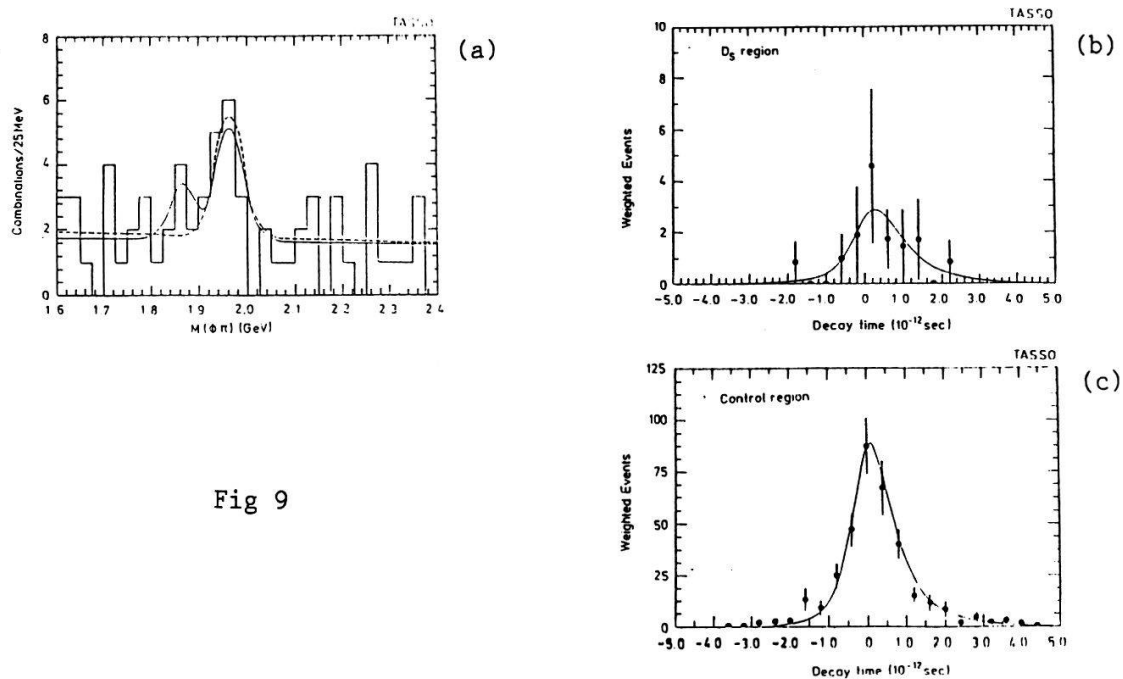 TASSO
(a)
8
6
4
2
0
Combinations/25 MeV
1.6 1.7 1.8 1.9 2.0 2.1 2.2 2.3 2.4
M(Φπ) (GeV)
Fig 9
TASSO
(b)
Ds region
10
8
6
4
2
0
Weighted Events
-5.0 -4.0 -3.0 -2.0 -1.0 0 1.0 2.0 3.0 4.0 5.0
Decay time (10⁻¹² sec)
TASSO
(c)
Control region
125
100
75
50
25
0
Weighted Events
-5.0 -4.0 -3.0 -2.0 -1.0 0 1.0 2.0 3.0 4.0 5.0
Decay time (10⁻¹² sec)